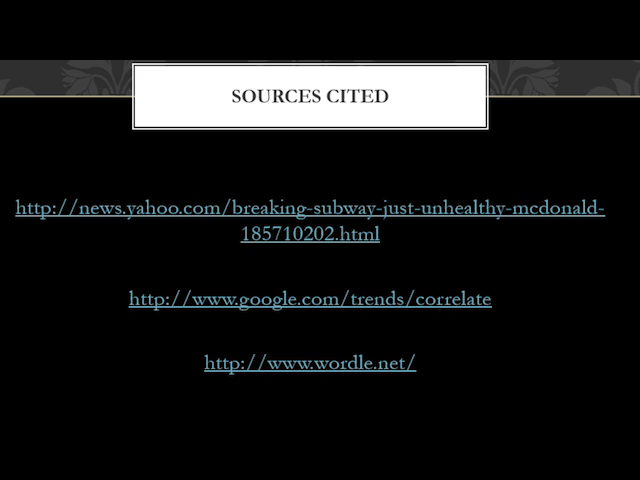 SOURCES CITED
http://news.yahoo.com/breaking-subway-just-unhealthy-mcdonald-
185710202.html
http://www.google.com/trends/correlate
http://www.wordle.net/